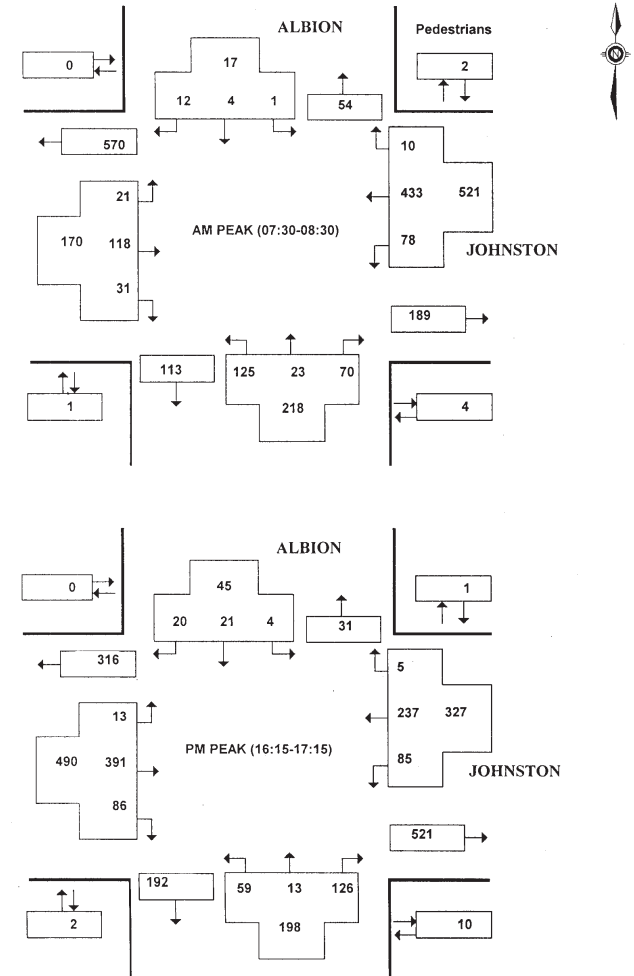 ALBION
Pedestrians
0
17
2
N
12 4 1
54
570
10
21
433 521
170 118
AM PEAK (07:30-08:30)
78
JOHNSTON
31
189
113
125 23 70
218
1
4
ALBION
0
45
1
20 21 4
31
316
5
13
237 327
490 391
PM PEAK (16:15-17:15)
85
JOHNSTON
86
521
192
59 13 126
198
2
10